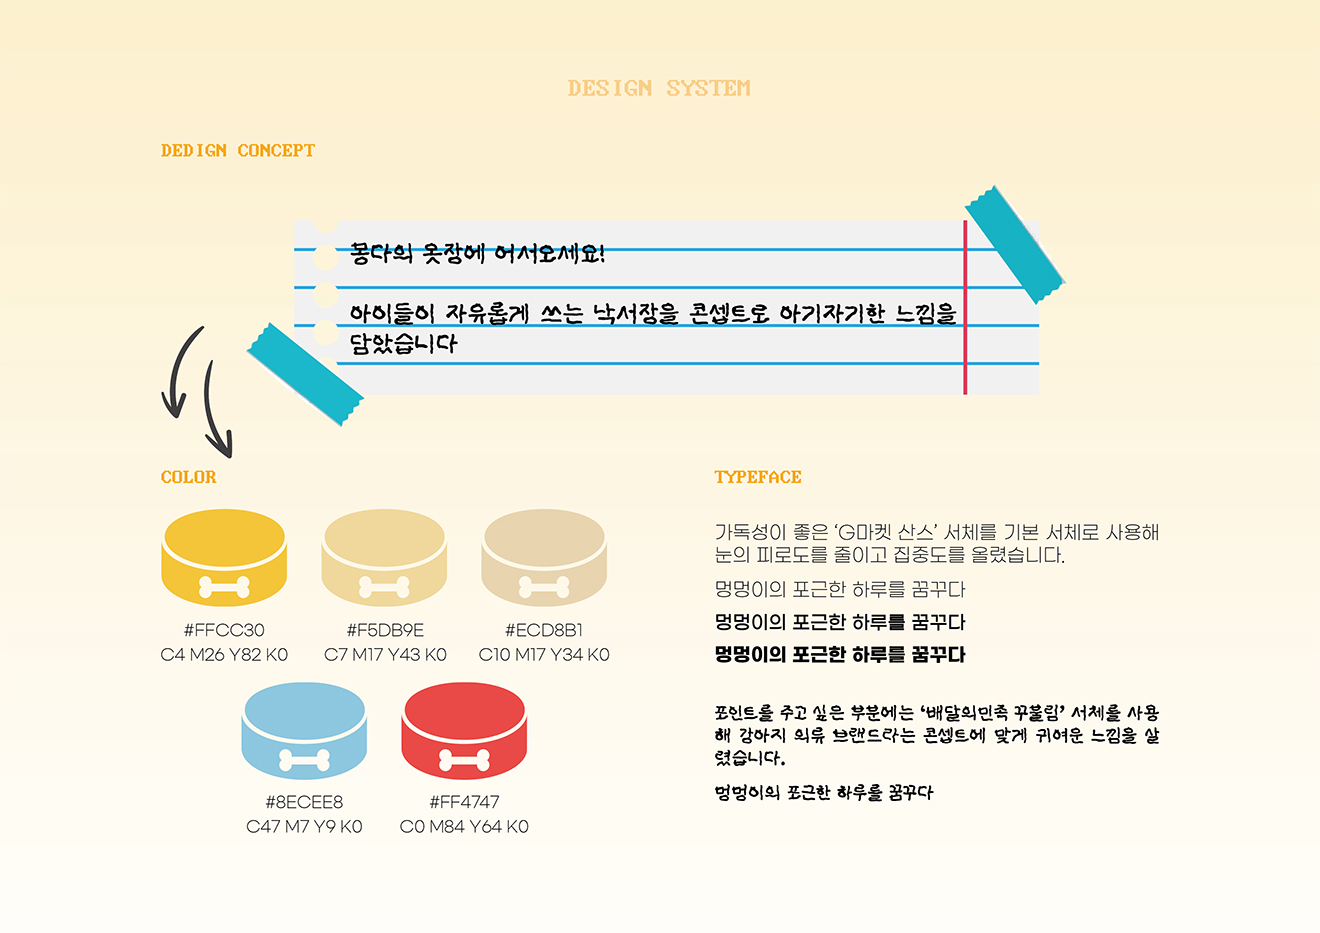 DESIGN SYSTEM
DEDIGN CONCEPT
몽다의 옷장에 어서오세요!
아이들이 자유롭게 쓰는 낙서장을 콘셉트로 아기자기한 느낌을
담았습니다
COLOR
#FFCC30
C4 M26 Y82 K0
#F5DB9E
C7 M17 Y43 K0
#ECD8B1
C10 M17 Y34 K0
#8ECEE8
C47 M7 Y9 K0
#FF4747
C0 M84 Y64 K0
TYPEFACE
가독성이 좋은 ‘G마켓 산스’ 서체를 기본 서체로 사용해
눈의 피로도를 줄이고 집중도를 올렸습니다.
멍멍이의 포근한 하루를 꿈꾸다
멍멍이의 포근한 하루를 꿈꾸다
멍멍이의 포근한 하루를 꿈꾸다
포인트를 주고 싶은 부분에는 ‘배달의민족 꾸불림’ 서체를 사용
해 강아지 의류 브랜드라는 콘셉트에 맞게 귀여운 느낌을 살
렸습니다.
멍멍이의 포근한 하루를 꿈꾸다